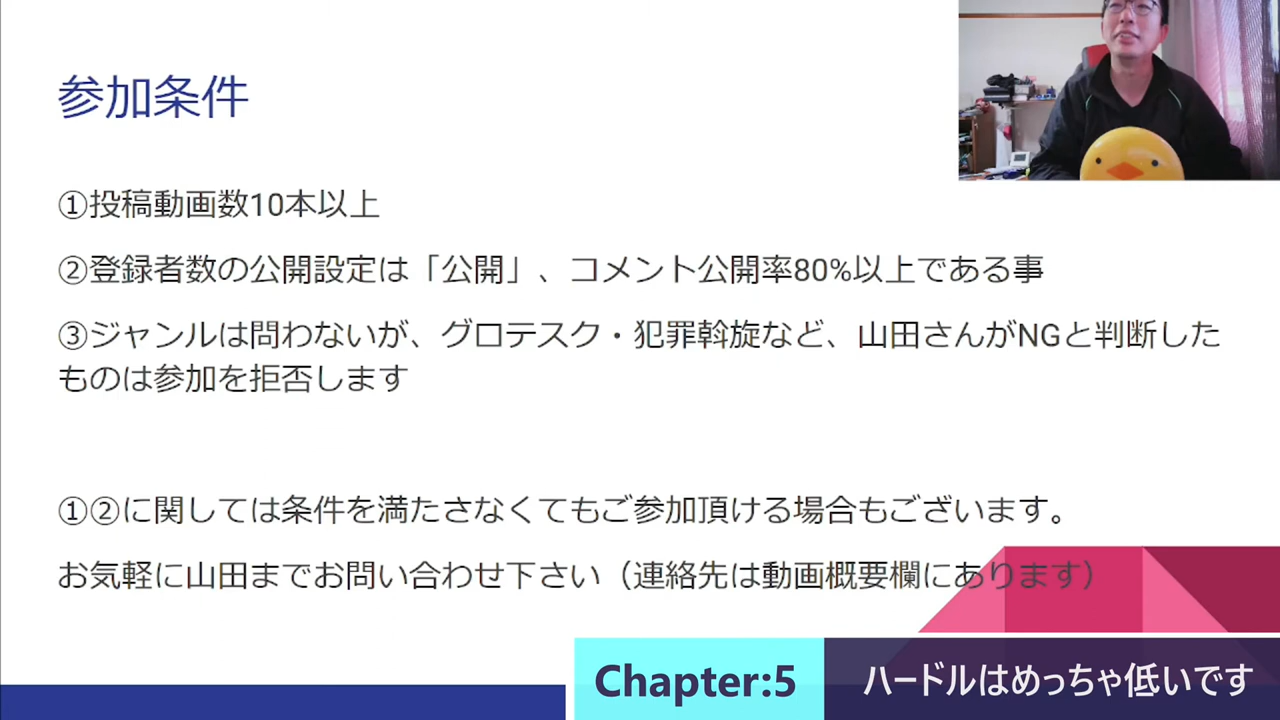 参加条件
①投稿動画数10本以上
②登録者数の公開設定は「公開」、コメント公開率80%以上である事
③ジャンルは問わないが、グロテスク・犯罪斡旋など、山田さんがNGと判断した
ものは参加を拒否します
①②に関しては条件を満たさなくてもご参加頂ける場合もございます。
お気軽に山田までお問い合わせ下さい（連絡先は動画概要欄にあります）
Chapter:5
ハードルはめっちゃ低いです